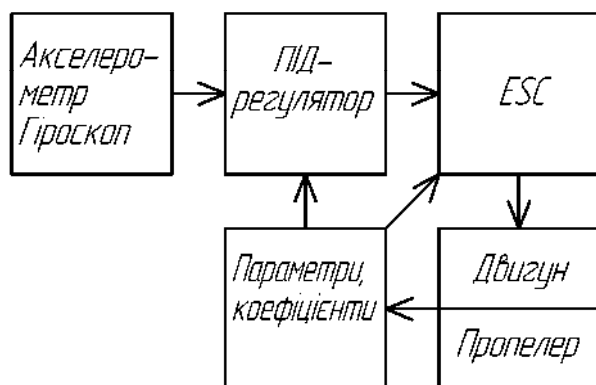 Акселеро-
метр
Гіроскоп
ПІД-
регулятор
ESC
Параметри,
коефіцієнти
Двигун
Пропелер